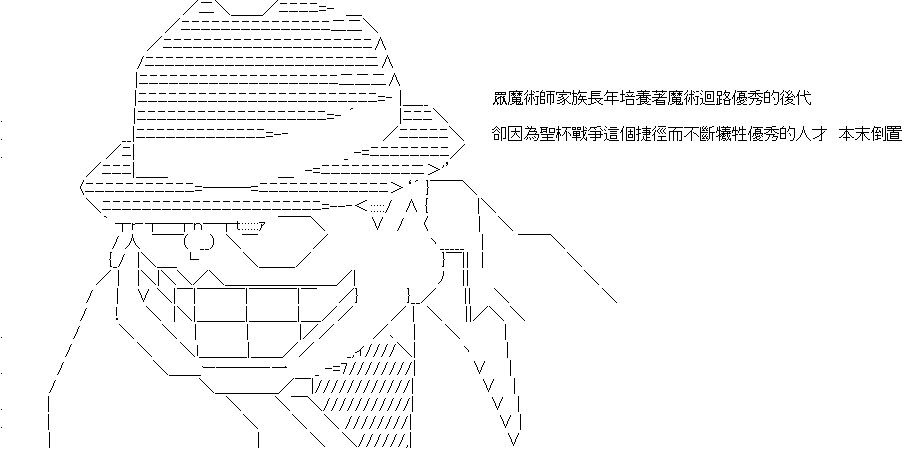 眾魔術師家族長年培養著魔術迴路優秀的後代
卻因為聖杯戰爭這個捷徑而不斷犧牲優秀的人才 本末倒置